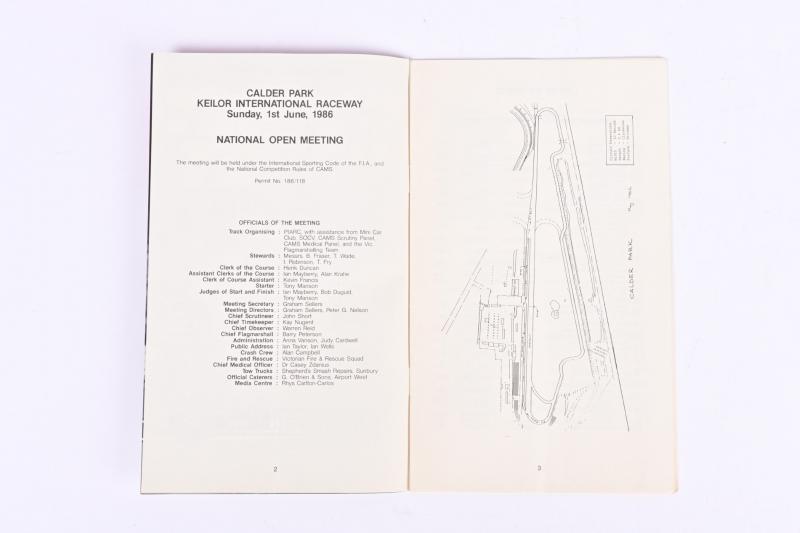 CALDER PARK
KEILOR INTERNATIONAL RACEWAY
Sunday, 1st June, 1986
NATIONAL OPEN MEETING
The meeting will be held under the International Sporting Code of the F.I.A., and
the National Competition Rules of CAMS.
Permit No. 186/118
OFFICIALS OF THE MEETING
Track Organising : PIARC, with assistance from Mini Car
Club, SOCV, CAMS Scrutiny Panel,
CAMS Medical Panel, and the Vic.
Flagmarshalling Team
Stewards : Messrs. B. Fraser, T. Wade,
I. Robinson, T. Fry
Clerk of the Course : Henk Duncan
Assistant Clerks of the Course : Ian Mayberry, Alan Krahe
Clerk of Course Assistant : Kevin Francis
Starter : Tony Manson
Judges of Start and Finish : Ian Mayberry, Bob Duguid,
Tony Manson
Meeting Secretary : Graham Sellers
Meeting Directors : Graham Sellers, Peter G. Nelson
Chief Scrutineer : John Short
Chief Timekeeper : Kay Nugent
Chief Observer : Warren Reid
Chief Flagmarshall : Barry Peterson
Administration : Anna Vanson, Judy Cardwell
Public Address : Ian Taylor, Ian Wells
Crash Crew : Alan Campbell
Fire and Rescue : Victorian Fire & Rescue Squad
Chief Medical Officer : Dr Casey Zdanius
Tow Trucks : Shepherd's Smash Repairs, Sunbury
Official Caterers : G. O'Brien & Sons, Airport West
Media Centre : Rhys Carlton-Carlos
2
CALDER PARK
3